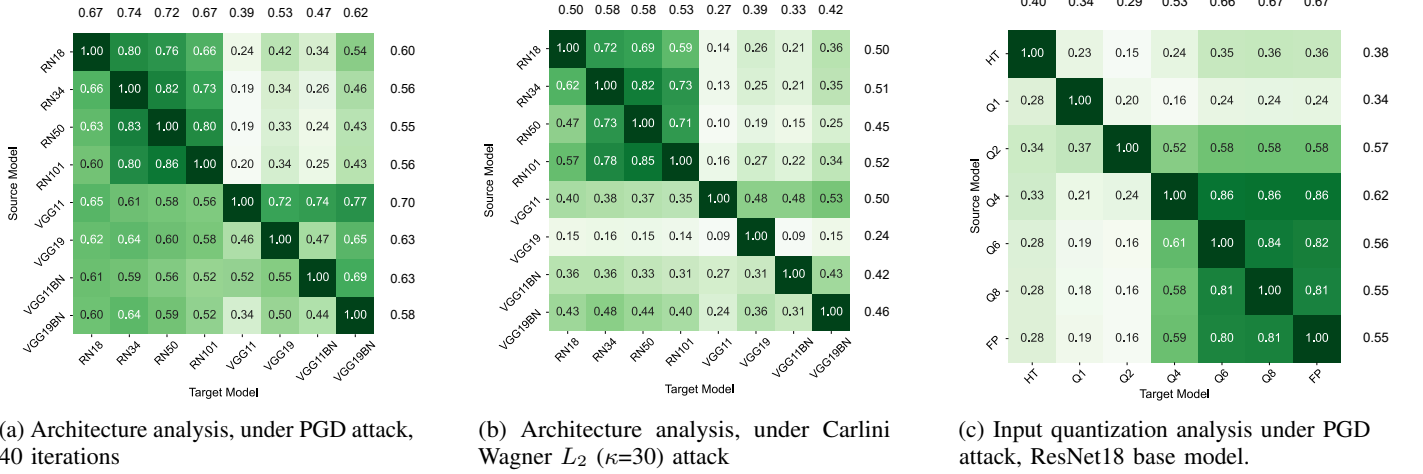 0.67 0.74 0.72 0.67 0.39 0.53 0.47 0.62
RN18 1.00 0.80 0.76 0.66 0.24 0.42 0.34 0.54 0.60
RN34 0.66 1.00 0.82 0.73 0.19 0.34 0.26 0.46 0.56
RN50 0.63 0.83 1.00 0.80 0.19 0.33 0.24 0.43 0.55
RN101 0.60 0.80 0.86 1.00 0.20 0.34 0.25 0.43 0.56
VGG11 0.65 0.61 0.58 0.56 1.00 0.72 0.74 0.77 0.70
VGG19 0.62 0.64 0.60 0.58 0.46 1.00 0.47 0.65 0.63
VGG11BN 0.61 0.59 0.56 0.52 0.52 0.55 1.00 0.69 0.63
VGG19BN 0.60 0.64 0.59 0.52 0.34 0.50 0.44 1.00 0.58
Source Model
RN18 RN34 RN50 RN101 VGG11 VGG19 VGG11BN VGG19BN
Target Model
(a) Architecture analysis, under PGD attack,
40 iterations
0.50 0.58 0.58 0.53 0.19 0.39 0.33 0.42
RN18 1.00 0.72 0.69 0.59 0.14 0.26 0.21 0.36 0.50
RN34 0.62 1.00 0.82 0.73 0.13 0.25 0.21 0.35 0.51
RN50 0.47 0.73 1.00 0.71 0.10 0.19 0.15 0.25 0.45
RN101 0.57 0.78 0.85 1.00 0.16 0.27 0.22 0.34 0.52
VGG11 0.40 0.38 0.37 0.35 1.00 0.48 0.48 0.53 0.50
VGG19 0.15 0.16 0.15 0.14 0.09 1.00 0.09 0.15 0.24
VGG11BN 0.36 0.36 0.33 0.31 0.27 0.31 1.00 0.43 0.42
VGG19BN 0.43 0.48 0.44 0.40 0.24 0.36 0.31 1.00 0.46
Source Model
RN18 RN34 RN50 RN101 VGG11 VGG19 VGG11BN VGG19BN
Target Model
(b) Architecture analysis, under Carlini
Wagner L₂ (κ=30) attack
0.40 0.34 0.29 0.53 0.66 0.67 0.67
HT 1.00 0.23 0.15 0.24 0.35 0.36 0.36 0.38
Q1 0.28 1.00 0.20 0.16 0.24 0.24 0.24 0.34
Q2 0.34 0.37 1.00 0.52 0.58 0.58 0.58 0.57
Q4 0.33 0.21 0.24 1.00 0.86 0.86 0.86 0.62
Q6 0.28 0.19 0.16 0.61 1.00 0.84 0.82 0.56
Q8 0.28 0.18 0.16 0.58 0.81 1.00 0.81 0.55
FP 0.28 0.19 0.16 0.59 0.80 0.81 1.00 0.55
Source Model
HT Q1 Q2 Q4 Q6 Q8 FP
Target Model
(c) Input quantization analysis under PGD
attack, ResNet18 base model.